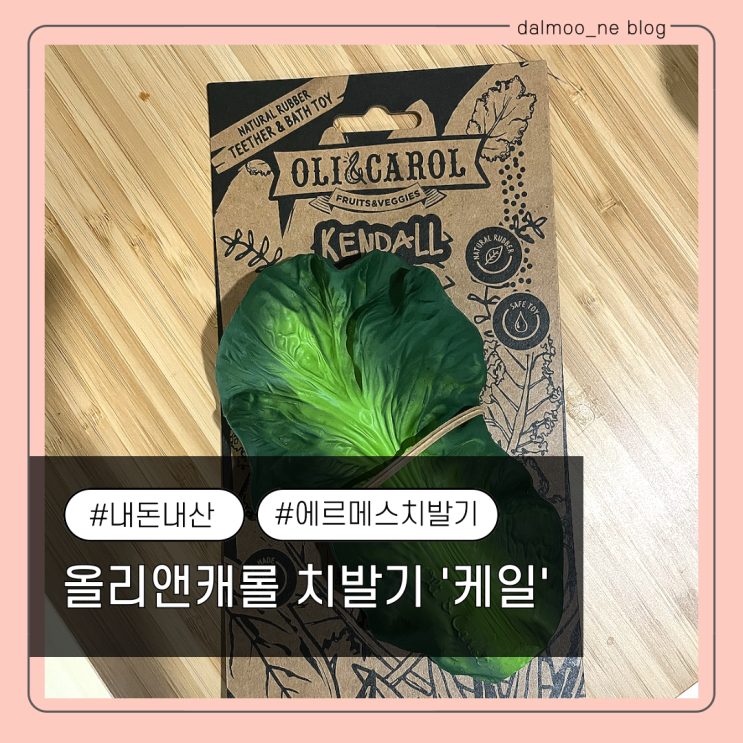 dalmoo_ne blog
NATURAL RUBBER
TEETHER & BATH TOY
OLI&CAROL
FRUITS&VEGGIES
KENDALL
NATURAL RUBBER
SAFE TOY
#내돈내산
#에르메스치발기
MADE
올리앤캐롤 치발기 '케일'